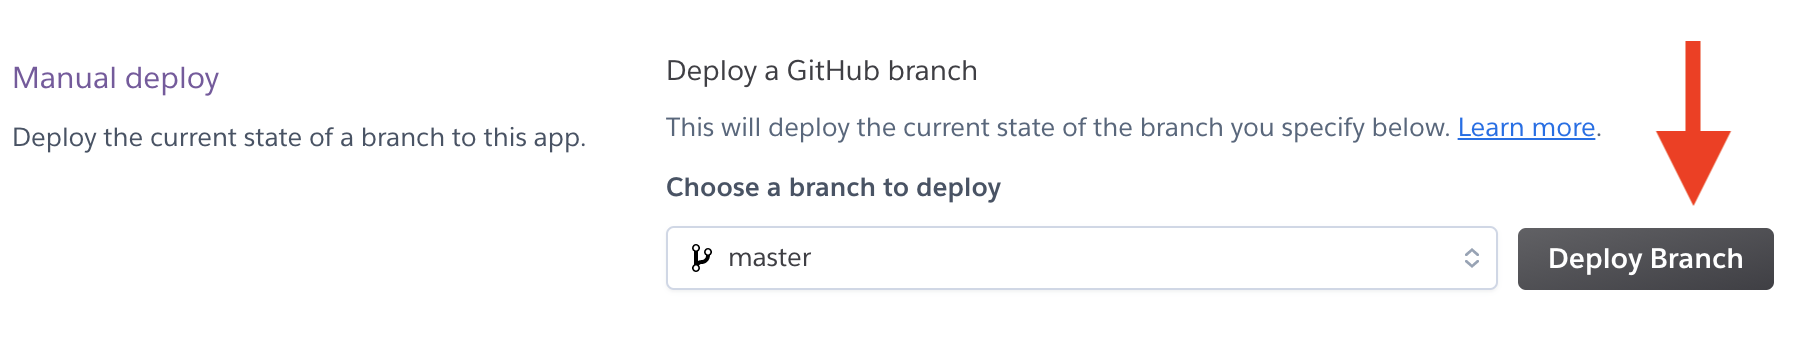 Manual deploy
Deploy the current state of a branch to this app.
Deploy a GitHub branch
This will deploy the current state of the branch you specify below. Learn more.
Choose a branch to deploy
master
Deploy Branch